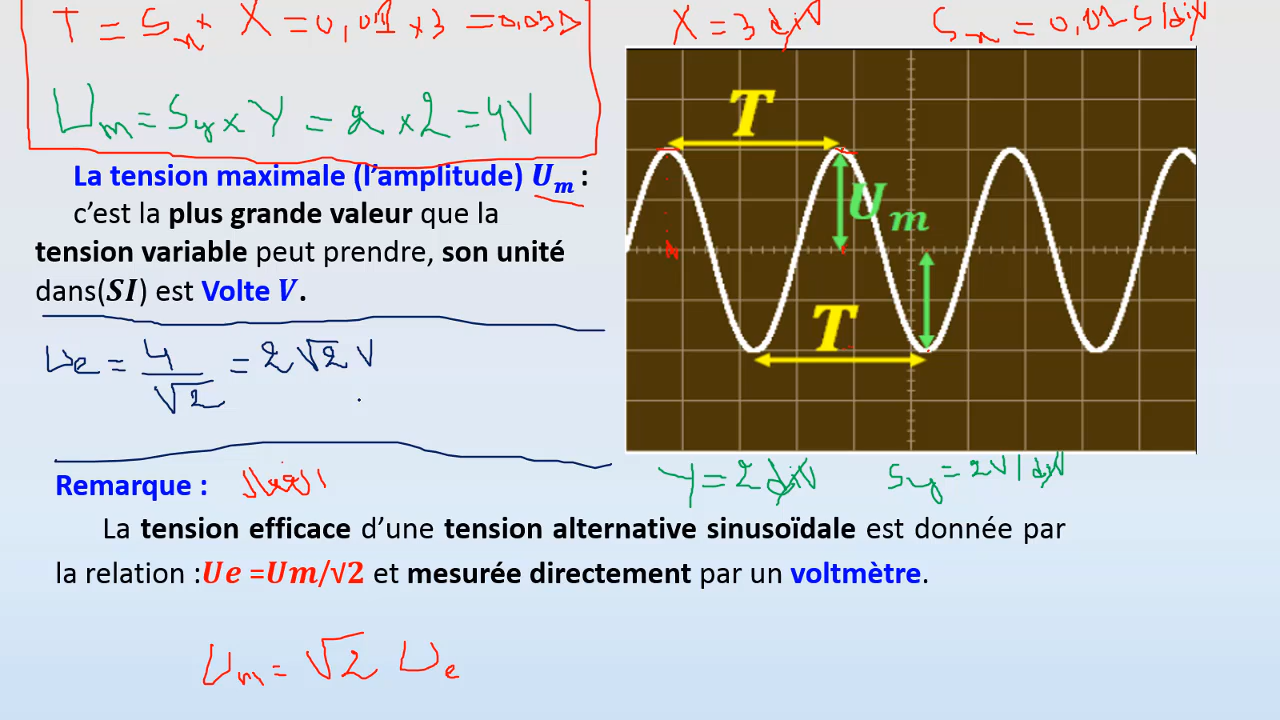 T = Sx × X = 0,01 × 3 = 0,03 s
X = 3 div
Sx = 0,01 s/div
Um = Sy × Y = 2 × 2 = 4V
La tension maximale (l’amplitude) Um :
c’est la plus grande valeur que la
tension variable peut prendre, son unité
dans(SI) est Volte V.
T
Um
T
Ue = 4/√2 = 2√2 V
Y = 2 div
Sy = 2V/div
Remarque :
La tension efficace d’une tension alternative sinusoïdale est donnée par
la relation :Ue =Um/√2 et mesurée directement par un voltmètre.
Um = √2 Ue